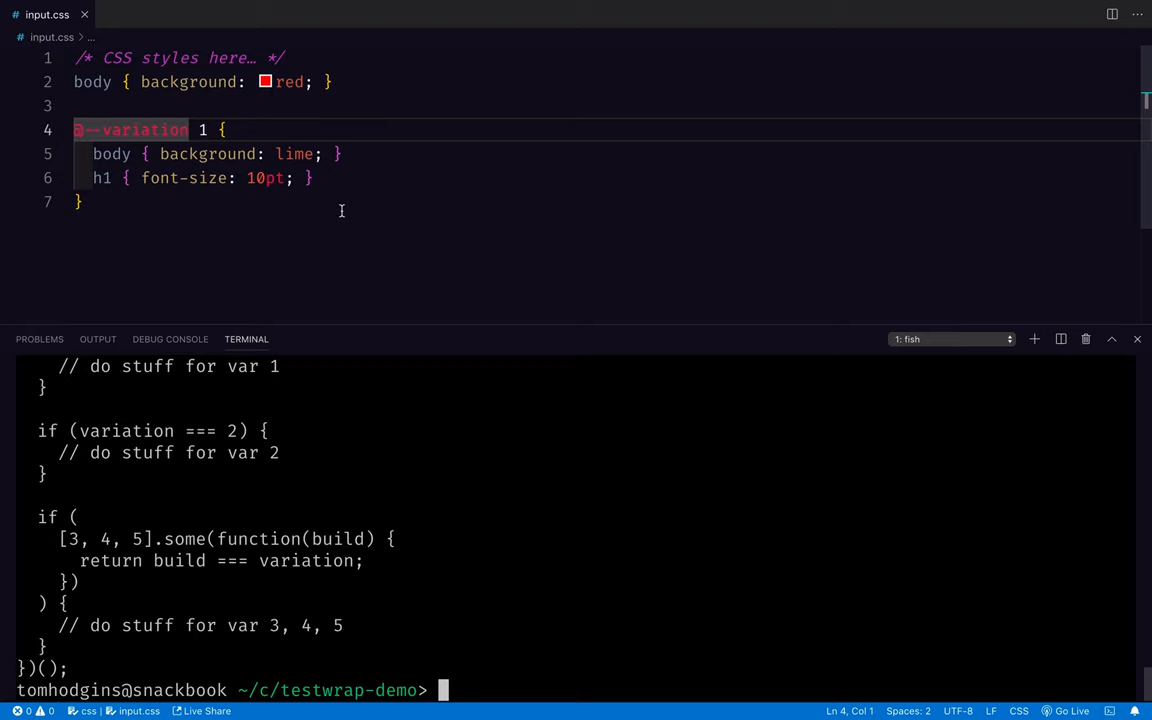 # input.css ×
# input.css > ...
1 /* CSS styles here… */
2 body { background: red; }
3
4 @--variation 1 {
5 body { background: lime; }
6 h1 { font-size: 10pt; }
7 }
PROBLEMS OUTPUT DEBUG CONSOLE TERMINAL 1: fish
// do stuff for var 1
}
if (variation === 2) {
// do stuff for var 2
}
if (
[3, 4, 5].some(function(build) {
return build === variation;
})
) {
// do stuff for var 3, 4, 5
}
})();
tomhodgins@snackbook ~/c/testwrap-demo>
0 0 css input.css Live Share Ln 4, Col 1 Spaces: 2 UTF-8 LF CSS Go Live